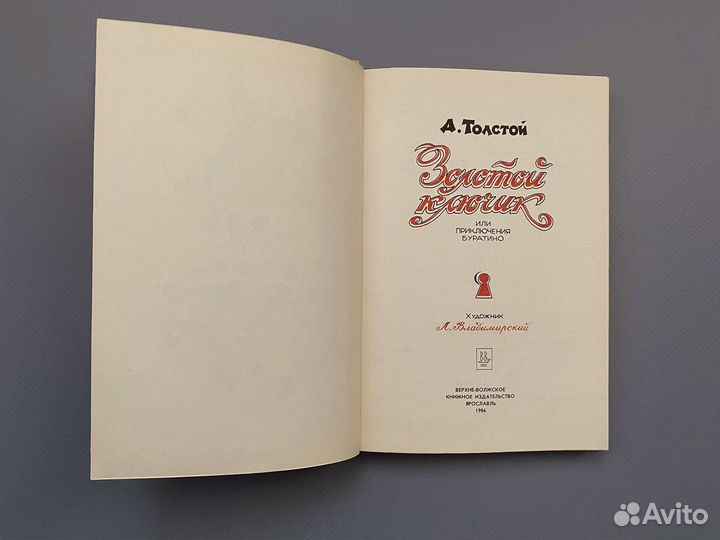 А. Толстой
Золотой
ключик
или
приключения
Буратино
Художник
Л. Владимирский
ВЕРХНЕ-ВОЛЖСКОЕ
КНИЖНОЕ ИЗДАТЕЛЬСТВО
ЯРОСЛАВЛЬ
1986
Avito